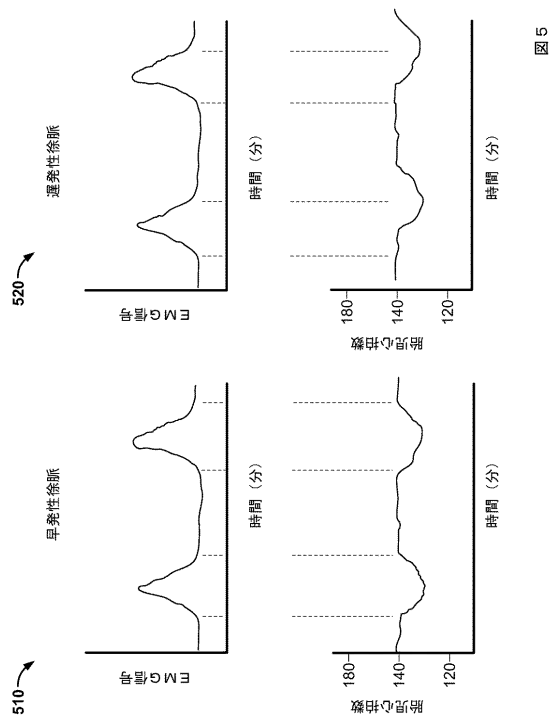 510
早発性徐脈
EMG信号
時間（分）
胎児心拍数
180
140
120
時間（分）
520
遅発性徐脈
EMG信号
時間（分）
胎児心拍数
180
140
120
時間（分）
図5